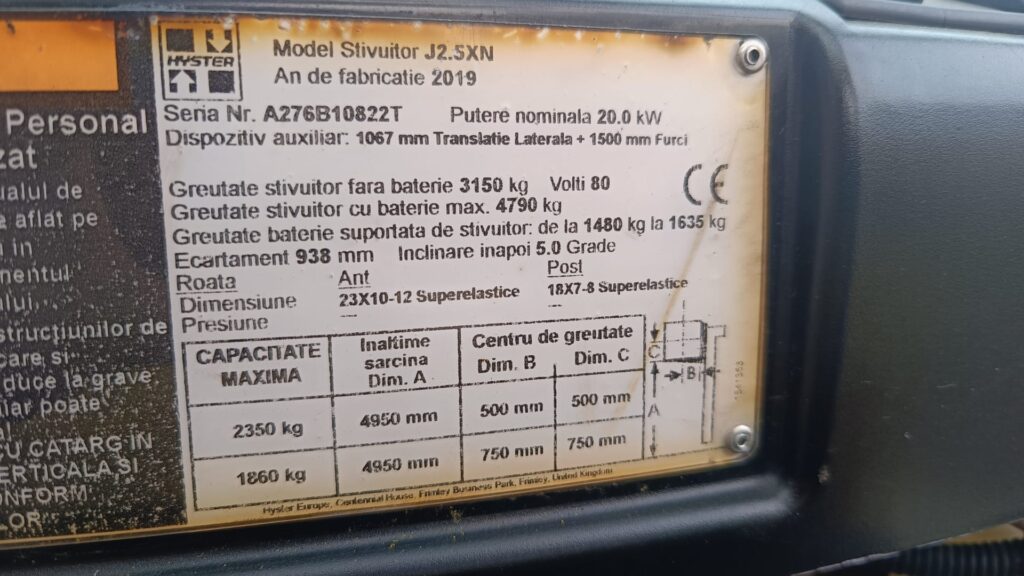 Personal
zat
ualul de
e aflat pe
in
mentul
ului,
structiunilor de
care si
duce la grave
poate
CU CATARG IN
ERTICALA SI
ONFORM
LOR
HYSTER
Model Stivuitor J2.5XN
An de fabricatie 2019
Seria Nr. A276B10822T Putere nominala 20.0 kW
Dispozitiv auxiliar: 1067 mm Translatie Laterala + 1500 mm Furci
Greutate stivuitor fara baterie 3150 kg Volti 80
CE
Greutate stivuitor cu baterie max. 4790 kg
Greutate baterie suportata de stivuitor: de la 1480 kg la 1635 kg
Ecartament 938 mm Inclinare inapoi 5.0 Grade
Roata Ant Post
Dimensiune 23X10-12 Superelastice 18X7-8 Superelastice
Presiune --- ---
CAPACITATE MAXIMA
Inaltime sarcina Dim. A
Centru de greutate
Dim. B Dim. C
2350 kg 4950 mm 500 mm 500 mm
1860 kg 4950 mm 750 mm 750 mm
C
B
A
Hyster Europe, Centennial House, Frimley Business Park, Frimley, United Kingdom